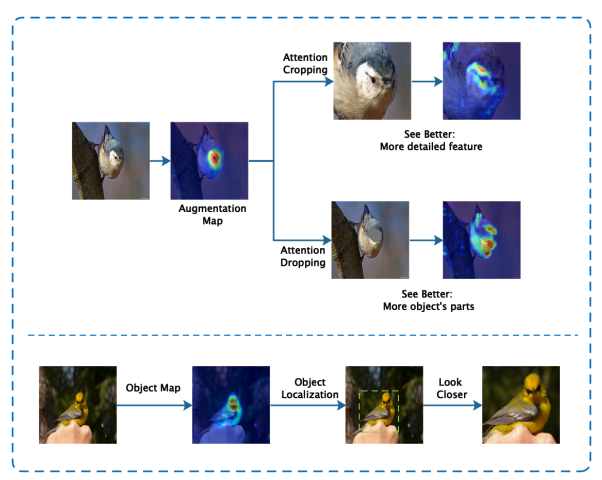 Attention
Cropping
See Better:
More detailed feature
Augmentation
Map
Attention
Dropping
See Better:
More object's parts
Object Map
Object
Localization
Look
Closer